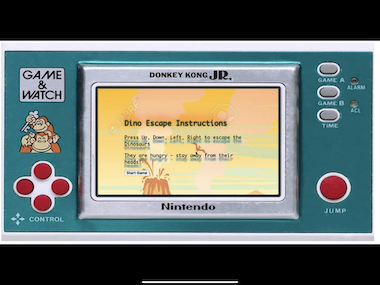 DONKEY KONG JR.
GAME
&
WATCH
GAME A
ALARM
GAME B
ACL
TIME
Dino Escape Instructions
Press Up, Down, Left, Right to escape the
Dinosaurs
They are hungry - stay away from their
heads!
Start Game
CONTROL
Nintendo
JUMP